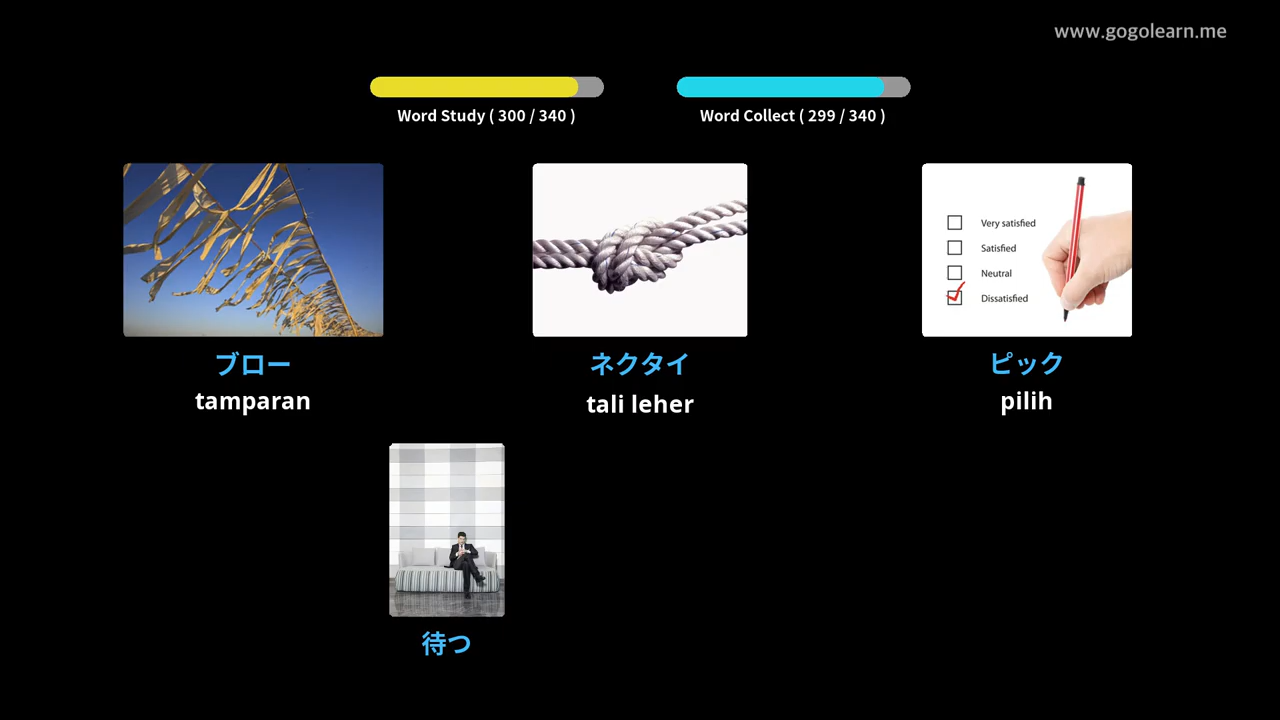 www.gogolearn.me
Word Study ( 300 / 340 )
Word Collect ( 299 / 340 )
Very satisfied
Satisfied
Neutral
Dissatisfied
ブロー
ネクタイ
ピック
tamparan
tali leher
pilih
待つ